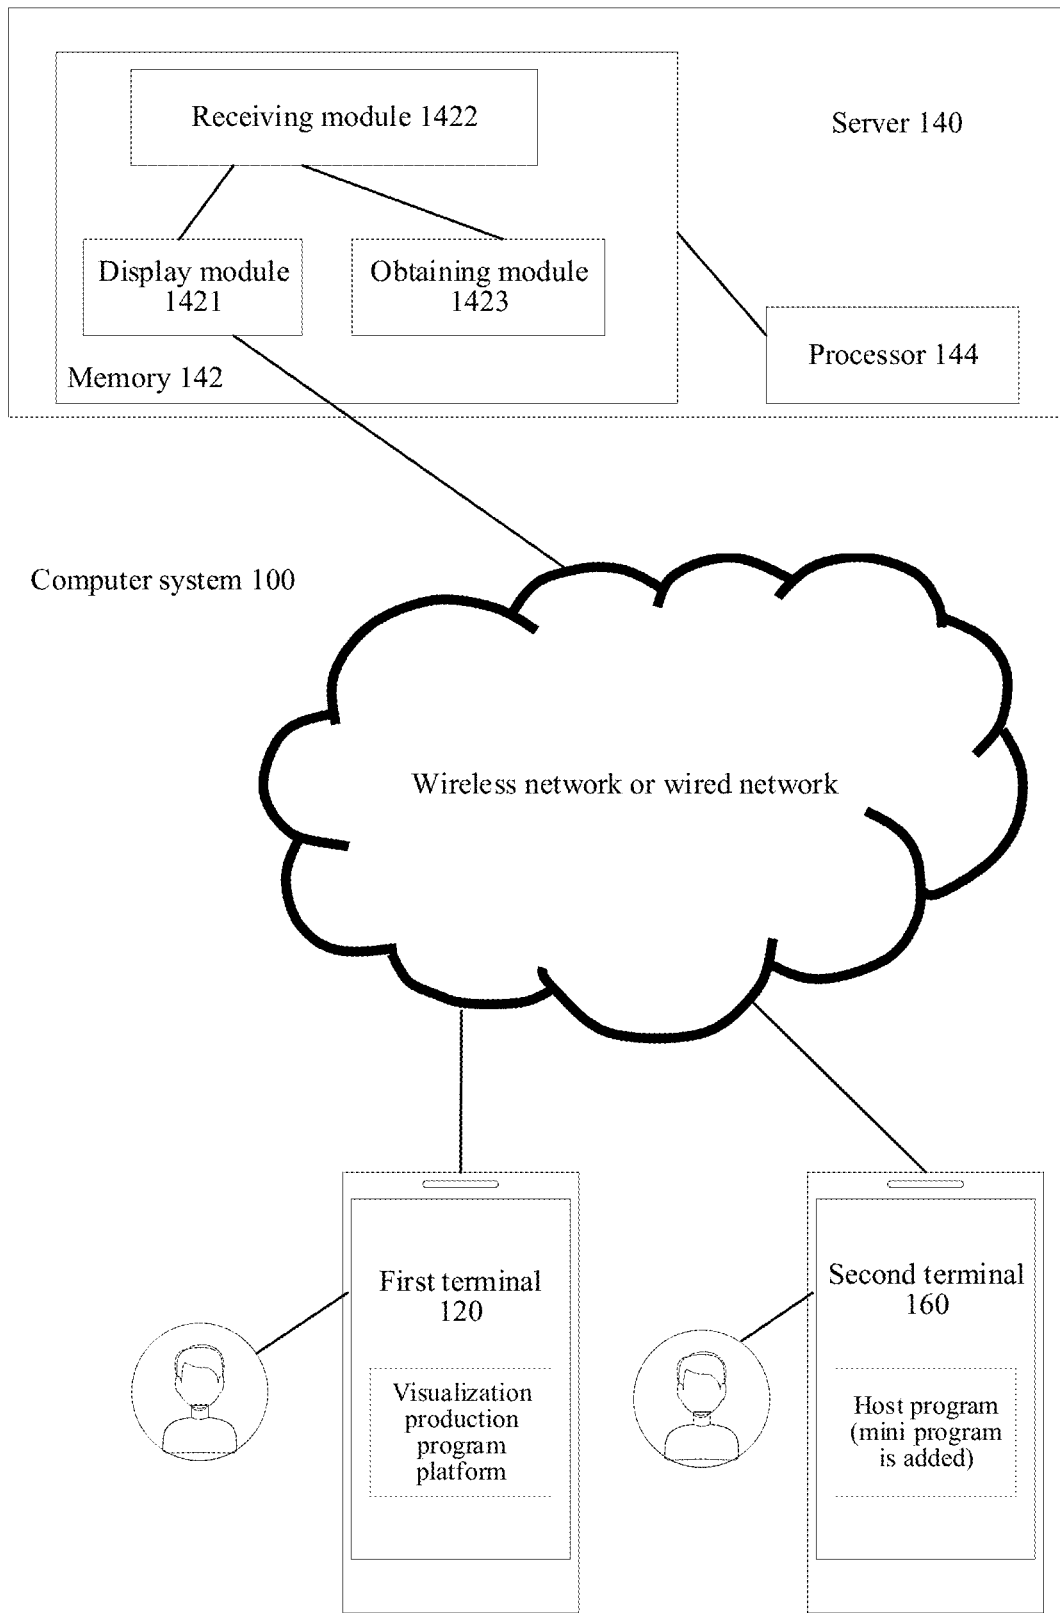 Receiving module 1422
Server 140
Display module
1421
Obtaining module
1423
Processor 144
Memory 142
Computer system 100
Wireless network or wired network
First terminal
120
Visualization
production
program
platform
Second terminal
160
Host program
(mini program
is added)